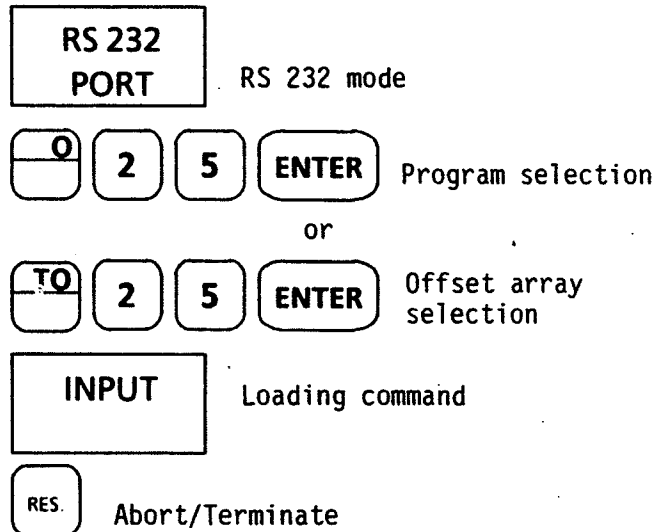 RS 232
PORT RS 232 mode
O 2 5 ENTER Program selection
or
TO 2 5 ENTER Offset array
selection
INPUT Loading command
RES. Abort/Terminate